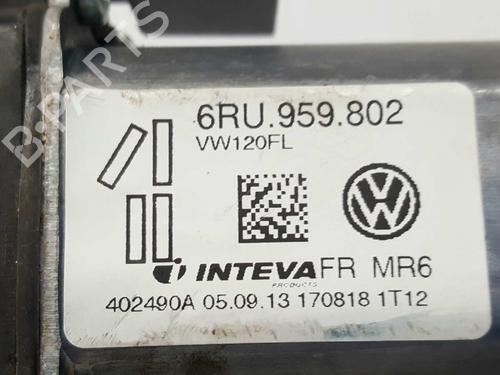 B-PARTS
6RU.959.802
VW120FL
INTEVA FR MR6
PRODUCTS
402490A 05.09.13 170818 1T12